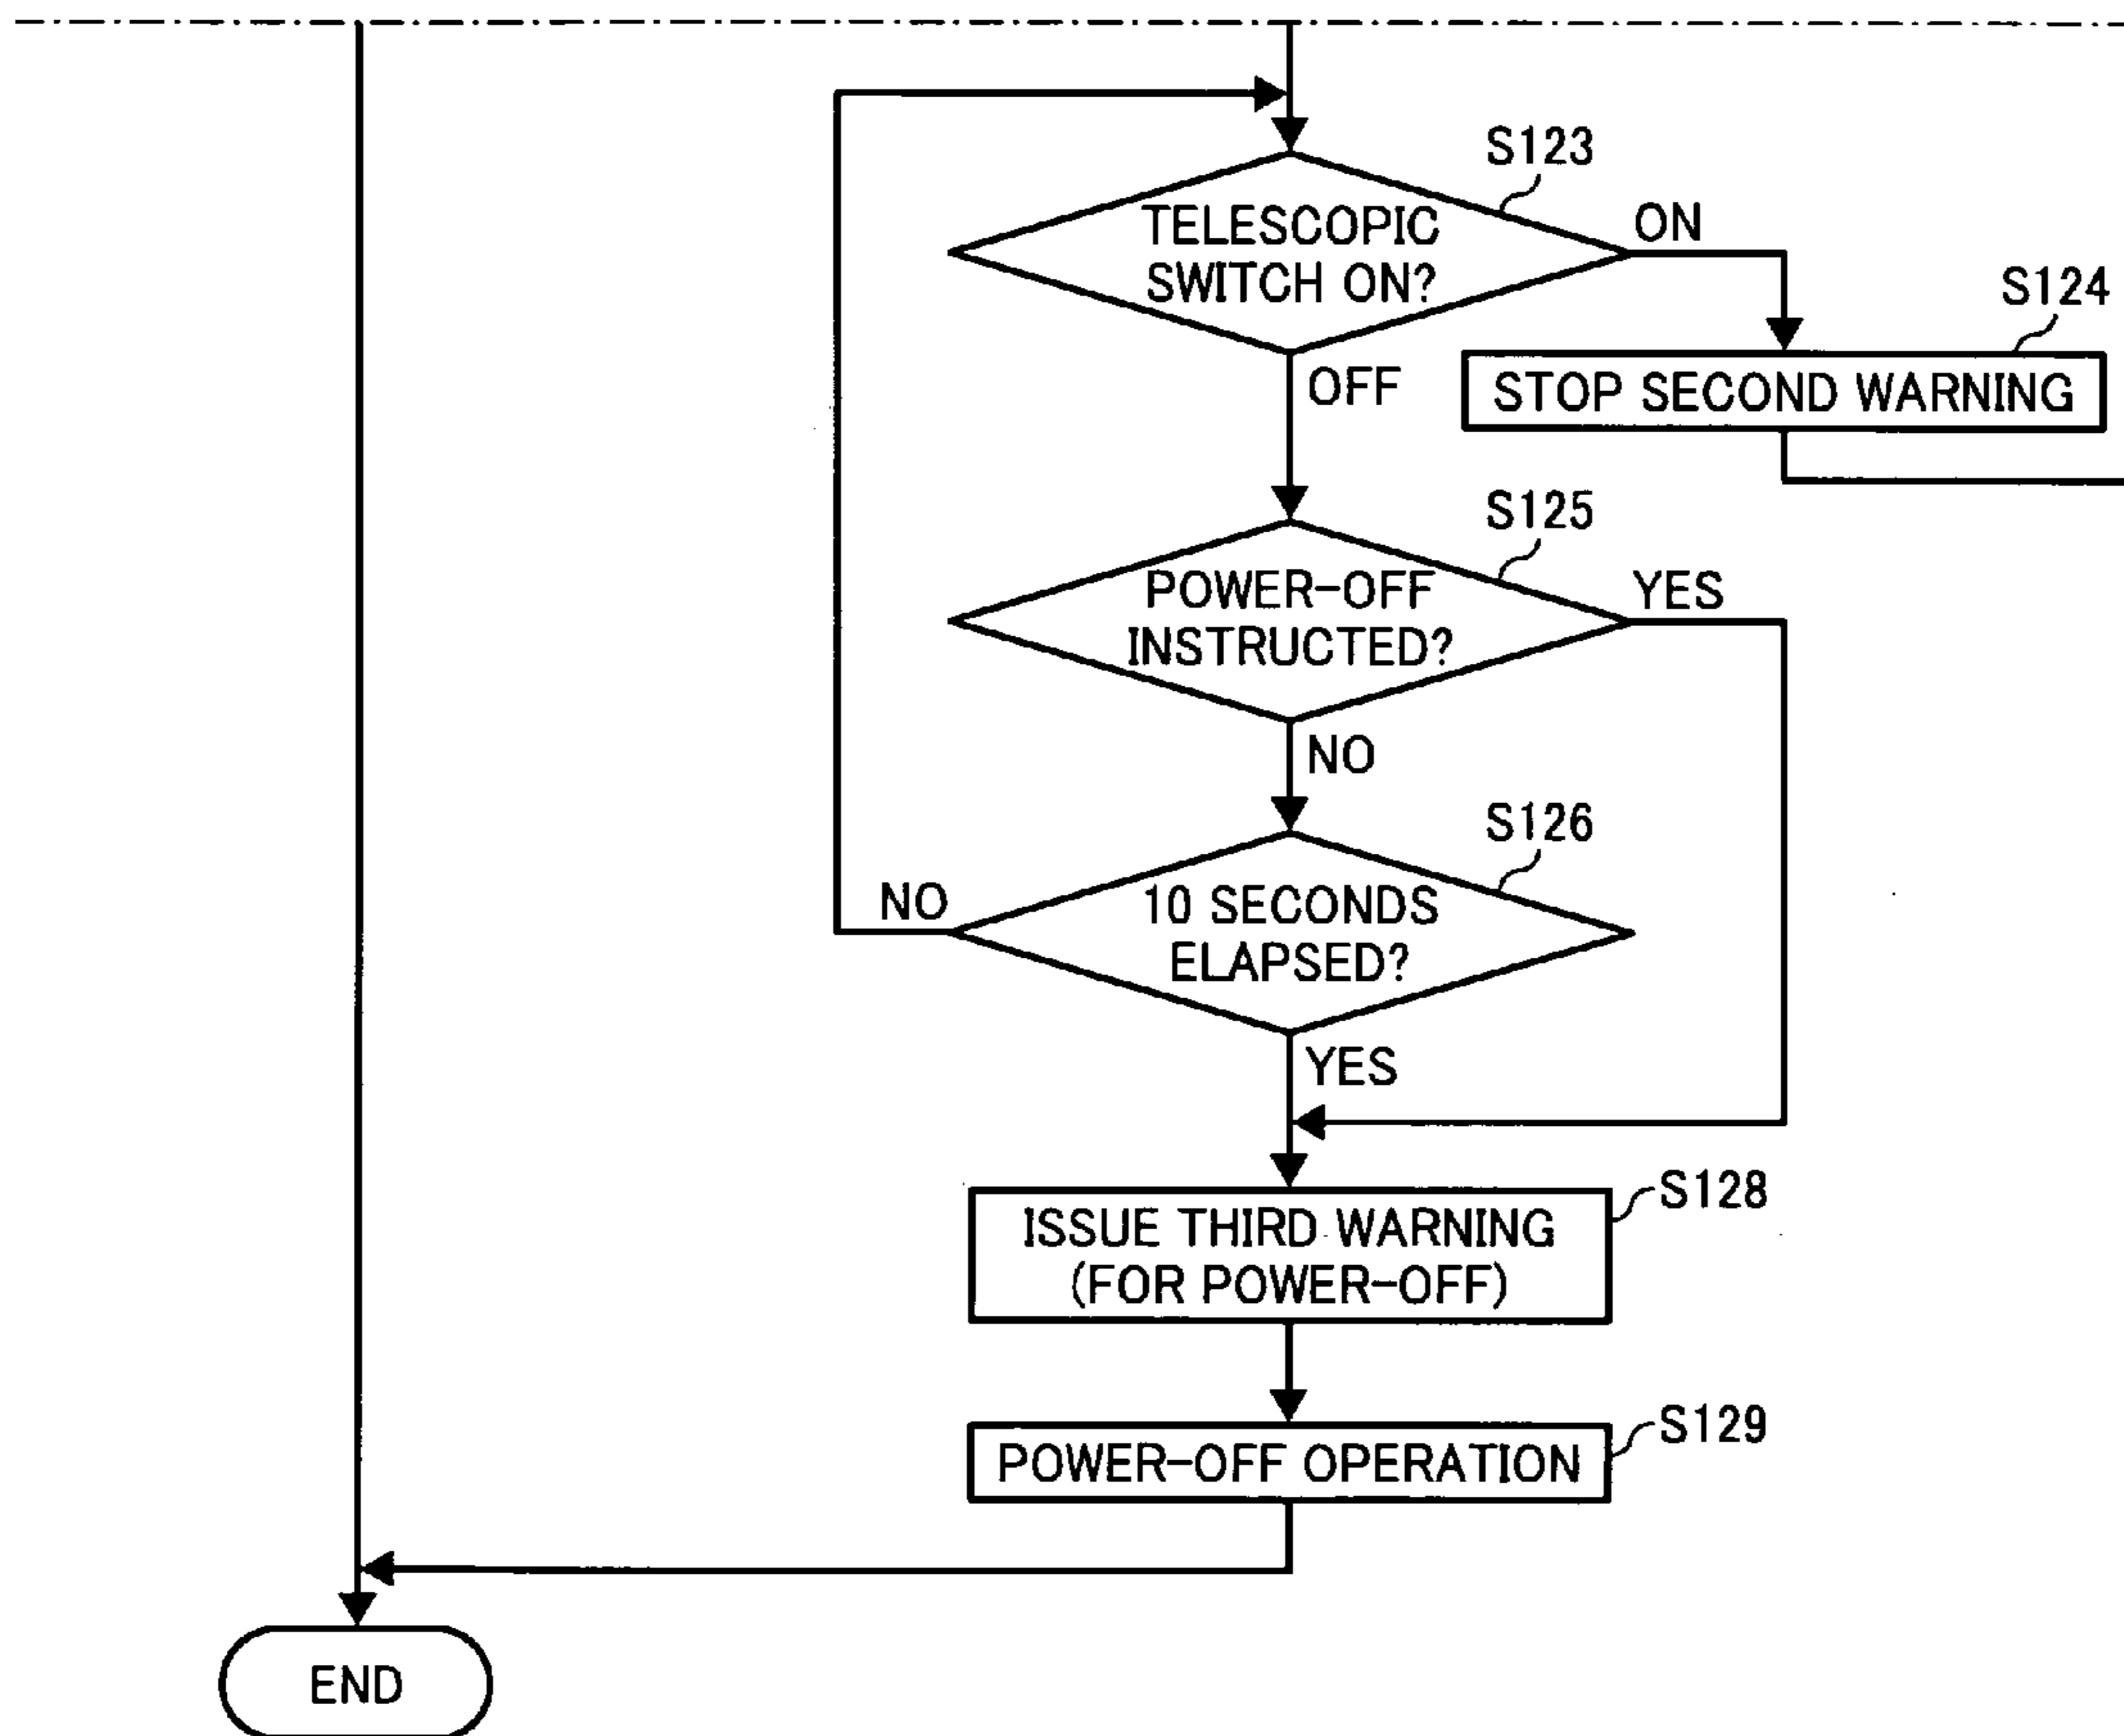 S123
TELESCOPIC
SWITCH ON?
ON
S124
OFF
STOP SECOND WARNING
S125
POWER-OFF
INSTRUCTED?
YES
NO
S126
NO
10 SECONDS
ELAPSED?
YES
S128
ISSUE THIRD WARNING
(FOR POWER-OFF)
S129
POWER-OFF OPERATION
END